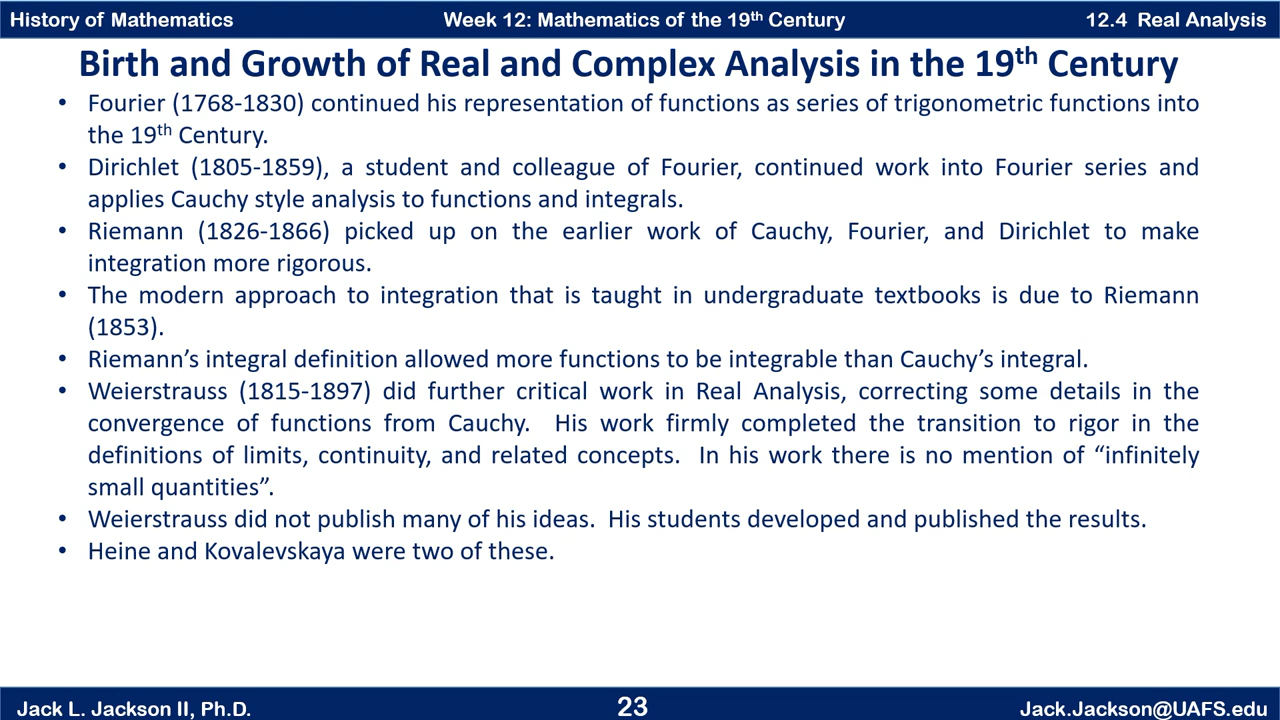 History of Mathematics
Week 12: Mathematics of the 19th Century
12.4 Real Analysis
Birth and Growth of Real and Complex Analysis in the 19th Century
• Fourier (1768-1830) continued his representation of functions as series of trigonometric functions into
the 19th Century.
• Dirichlet (1805-1859), a student and colleague of Fourier, continued work into Fourier series and
applies Cauchy style analysis to functions and integrals.
• Riemann (1826-1866) picked up on the earlier work of Cauchy, Fourier, and Dirichlet to make
integration more rigorous.
• The modern approach to integration that is taught in undergraduate textbooks is due to Riemann
(1853).
• Riemann’s integral definition allowed more functions to be integrable than Cauchy’s integral.
• Weierstrauss (1815-1897) did further critical work in Real Analysis, correcting some details in the
convergence of functions from Cauchy. His work firmly completed the transition to rigor in the
definitions of limits, continuity, and related concepts. In his work there is no mention of “infinitely
small quantities”.
• Weierstrauss did not publish many of his ideas. His students developed and published the results.
• Heine and Kovalevskaya were two of these.
Jack L. Jackson II, Ph.D.
23
Jack.Jackson@UAFS.edu